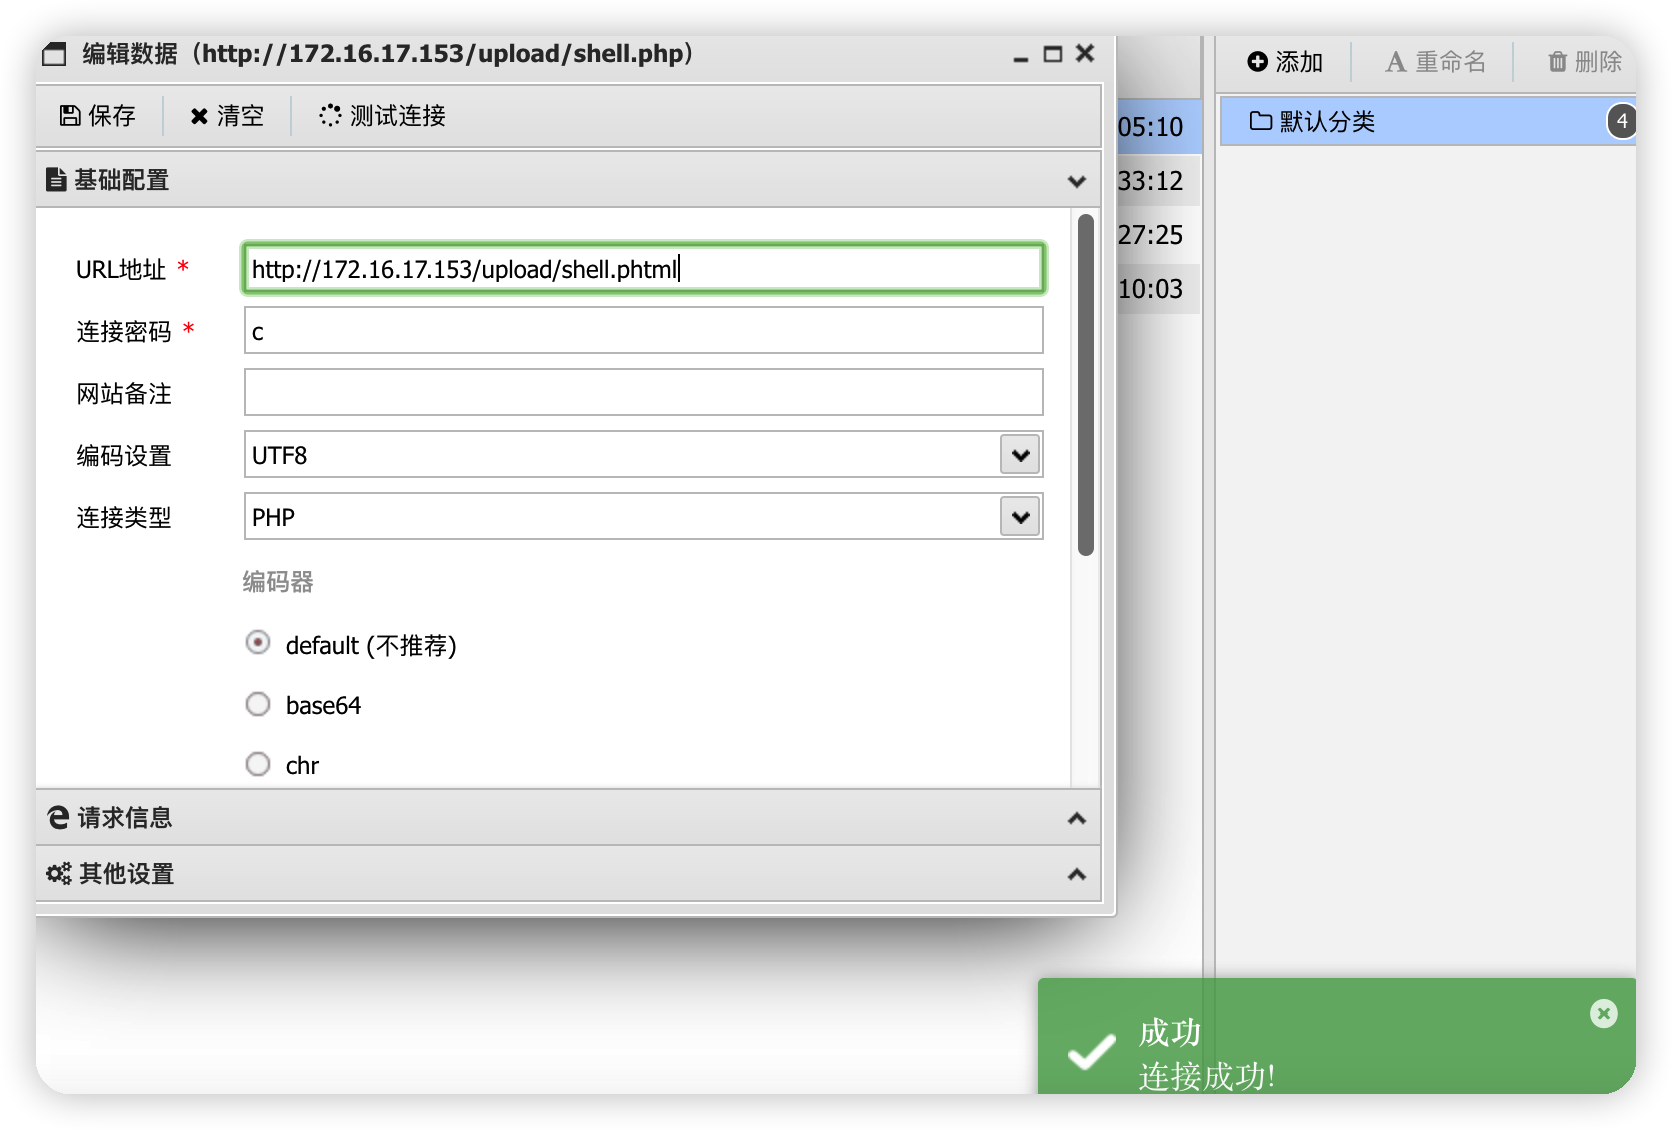 编辑数据（http://172.16.17.153/upload/shell.php）
保存 清空 测试连接
基础配置
URL地址 * http://172.16.17.153/upload/shell.phtml
连接密码 * c
网站备注
编码设置 UTF8
连接类型 PHP
编码器
default (不推荐)
base64
chr
请求信息
其他设置
05:10
33:12
27:25
10:03
添加 重命名 删除
默认分类 4
成功
连接成功!